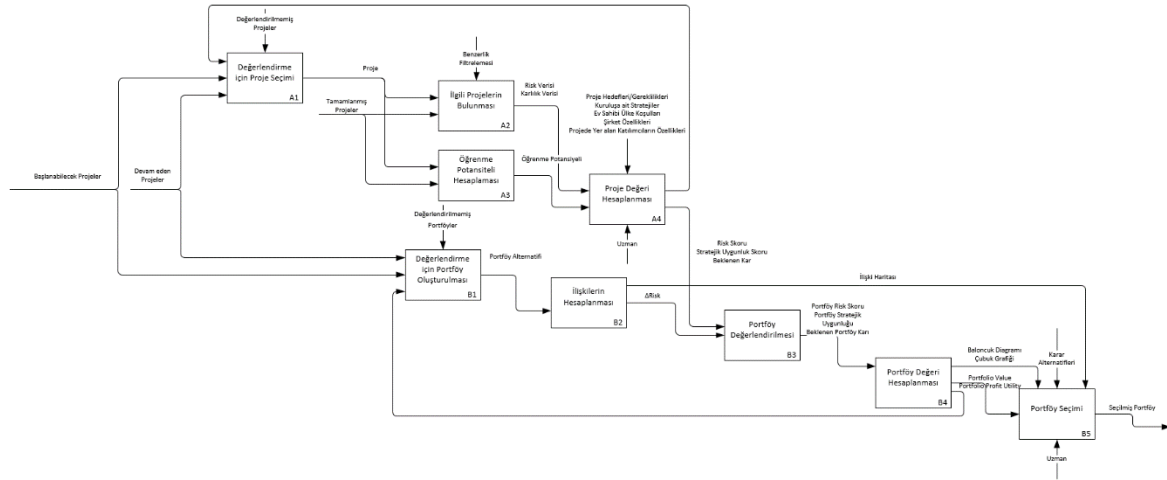 Değerlendirilmemiş
Projeler
Değerlendirme
için Proje Seçimi
A1
Proje
Benzerlik
Filtrelemesi
Tamamlanmış
Projeler
İlgili Projelerin
Bulunması
A2
Risk Verisi
Karlılık Verisi
Proje Hedefleri/Gereklilikleri
Kuruluşa ait Stratejiler
Ev Sahibi Ülke Koşulları
Şirket Özellikleri
Projede Yer alan Katılımcıların Özellikleri
Öğrenme
Potansiteli
Hesaplaması
A3
Öğrenme Potansiyeli
Başlanabilecek Projeler
Devam eden
Projeler
Proje Değeri
Hesaplanması
A4
Uzman
Değerlendirilmemiş
Portföyler
Değerlendirme
için Portföy
Oluşturulması
B1
Portföy Alternatifi
Risk Skoru
Stratejik Uygunluk Skoru
Beklenen Kar
İlişkilerin
Hesaplanması
B2
İlişki Haritası
ΔRisk
Portföy
Değerlendirilmesi
B3
Portföy Risk Skoru
Portföy Stratejik
Uygunluğu
Beklenen Portföy Karı
Portföy Değeri
Hesaplanması
B4
Baloncuk Diagramı
Çubuk Grafiği
Karar
Alternatifleri
Portfolio Value
Portfolio Profit Utility
Portföy Seçimi
B5
Seçilmiş Portföy
Uzman